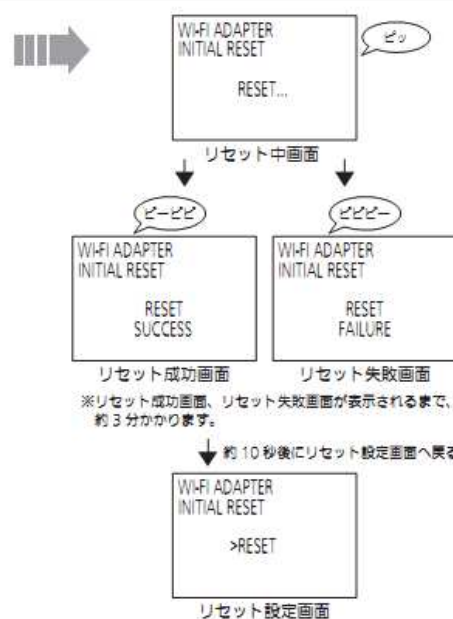 WI-FI ADAPTER
INITIAL RESET
RESET...
ピッ
リセット中画面
ピーピピ
ピピピー
WI-FI ADAPTER
INITIAL RESET
RESET
SUCCESS
WI-FI ADAPTER
INITIAL RESET
RESET
FAILURE
リセット成功画面
リセット失敗画面
※リセット成功画面、リセット失敗画面が表示されるまで、
約3分かかります。
約10秒後にリセット設定画面へ戻る
WI-FI ADAPTER
INITIAL RESET
>RESET
リセット設定画面